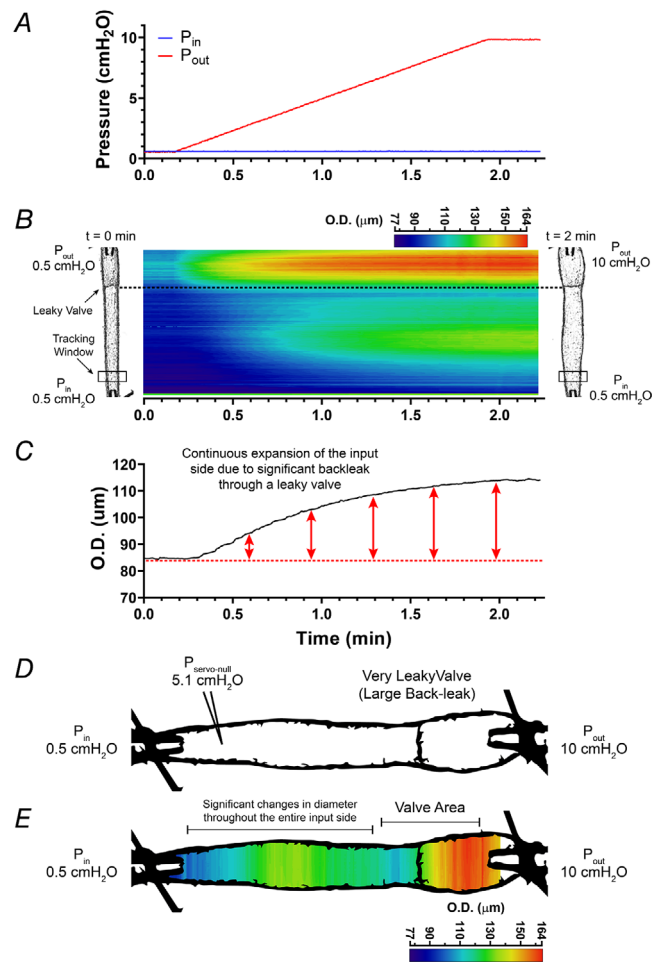 A
Pressure (cmH2O)
10
5
0
Pin
Pout
0.0 0.5 1.0 1.5 2.0
B
O.D. (μm)
77 90 110 130 150 164
t = 0 min
Pout
0.5 cmH2O
Leaky Valve
Tracking
Window
Pin
0.5 cmH2O
t = 2 min
Pout
10 cmH2O
Pin
0.5 cmH2O
0.0 0.5 1.0 1.5 2.0
C
Continuous expansion of the input
side due to significant backleak
through a leaky valve
O.D. (um)
120
110
100
90
80
70
0.0 0.5 1.0 1.5 2.0
Time (min)
D
Pservo-null
5.1 cmH2O
Very LeakyValve
(Large Back-leak)
Pin
0.5 cmH2O
Pout
10 cmH2O
E
Significant changes in diameter
throughout the entire input side
Valve Area
Pin
0.5 cmH2O
Pout
10 cmH2O
O.D. (μm)
77 90 110 130 150 164